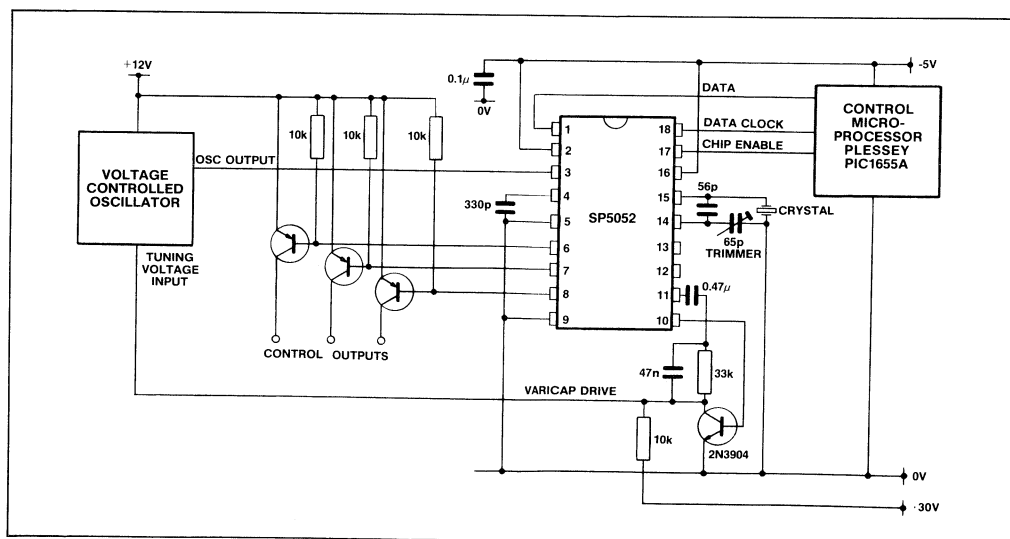 +12V
0.1µ
0V
-5V
DATA
DATA CLOCK
CHIP ENABLE
CONTROL
MICRO-
PROCESSOR
PLESSEY
PIC1655A
10k
10k
10k
OSC OUTPUT
VOLTAGE
CONTROLLED
OSCILLATOR
TUNING
VOLTAGE
INPUT
330p
SP5052
1
2
3
4
5
6
7
8
9
18
17
16
15
14
13
12
11
10
56p
CRYSTAL
65p
TRIMMER
0.47µ
CONTROL OUTPUTS
47n
33k
VARICAP DRIVE
10k
2N3904
0V
·30V